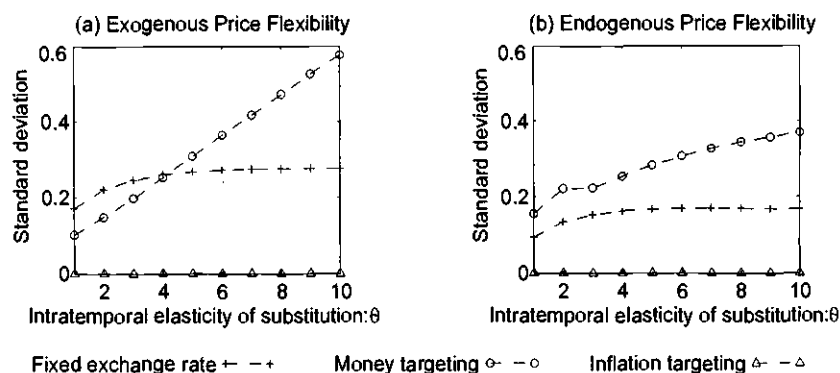 (a) Exogenous Price Flexibility
0.6
0.4
0.2
0
Standard deviation
2 4 6 8 10
Intratemporal elasticity of substitution:θ
(b) Endogenous Price Flexibility
0.6
0.4
0.2
0
Standard deviation
2 4 6 8 10
Intratemporal elasticity of substitution:θ
Fixed exchange rate Money targeting Inflation targeting